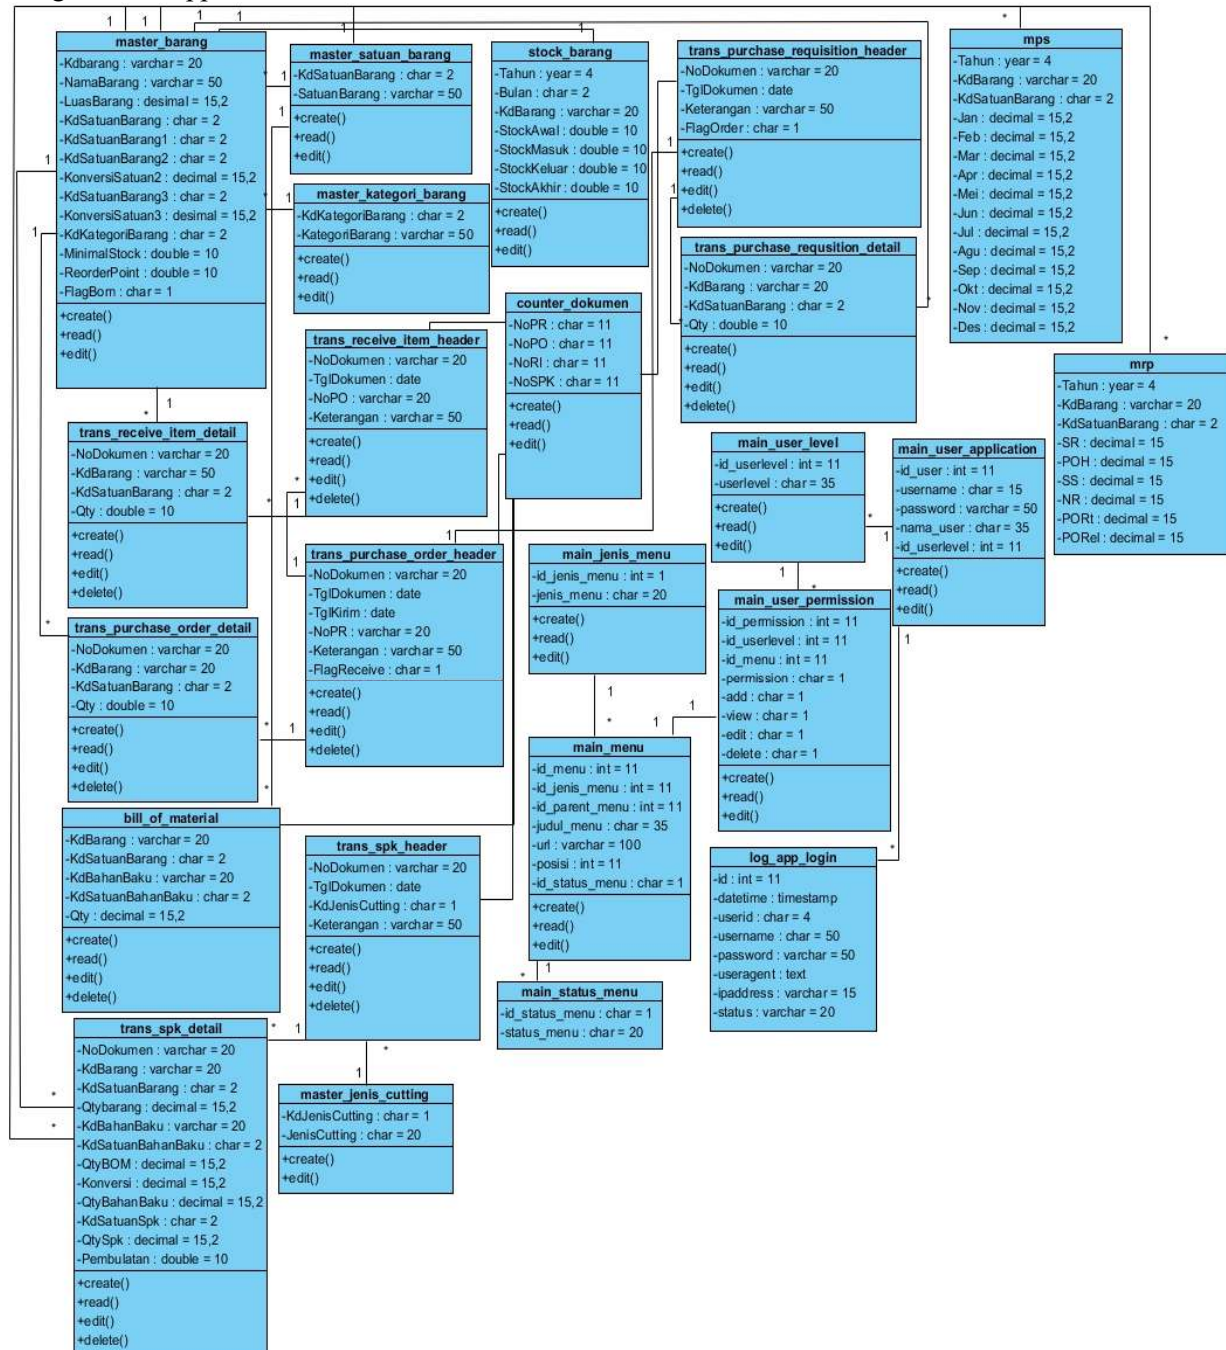 master_barang
-Kdbarang : varchar = 20
-NamaBarang : varchar = 50
-LuasBarang : desimal = 15,2
-KdSatuanBarang : char = 2
-KdSatuanBarang1 : char = 2
-KdSatuanBarang2 : char = 2
-KonversiSatuan2 : decimal = 15,2
-KdSatuanBarang3 : char = 2
-KonversiSatuan3 : desimal = 15,2
-KdKategoriBarang : char = 2
-MinimalStock : double = 10
-ReorderPoint : double = 10
-FlagBom : char = 1
+create()
+read()
+edit()
master_satuan_barang
-KdSatuanBarang : char = 2
-SatuanBarang : varchar = 50
+create()
+read()
+edit()
master_kategori_barang
-KdKategoriBarang : char = 2
-KategoriBarang : varchar = 50
+create()
+read()
+edit()
stock_barang
-Tahun : year = 4
-Bulan : char = 2
-KdBarang : varchar = 20
-StockAwal : double = 10
-StockMasuk : double = 10
-StockKeluar : double = 10
-StockAkhir : double = 10
+create()
+read()
+edit()
trans_purchase_requisition_header
-NoDokumen : varchar = 20
-TglDokumen : date
-Keterangan : varchar = 50
-FlagOrder : char = 1
+create()
+read()
+edit()
+delete()
trans_purchase_requsition_detail
-NoDokumen : varchar = 20
-KdBarang : varchar = 20
-KdSatuanBarang : char = 2
-Qty : double = 10
+create()
+read()
+edit()
+delete()
mps
-Tahun : year = 4
-KdBarang : varchar = 20
-KdSatuanBarang : char = 2
-Jan : decimal = 15,2
-Feb : decimal = 15,2
-Mar : decimal = 15,2
-Apr : decimal = 15,2
-Mei : decimal = 15,2
-Jun : decimal = 15,2
-Jul : decimal = 15,2
-Agu : decimal = 15,2
-Sep : decimal = 15,2
-Okt : decimal = 15,2
-Nov : decimal = 15,2
-Des : decimal = 15,2
mrp
-Tahun : year = 4
-KdBarang : varchar = 20
-KdSatuanBarang : char = 2
-SR : decimal = 15
-POH : decimal = 15
-SS : decimal = 15
-NR : decimal = 15
-PORt : decimal = 15
-PORel : decimal = 15
counter_dokumen
-NoPR : char = 11
-NoPO : char = 11
-NoRI : char = 11
-NoSPK : char = 11
+create()
+read()
+edit()
trans_receive_item_header
-NoDokumen : varchar = 20
-TglDokumen : date
-NoPO : varchar = 20
-Keterangan : varchar = 50
+create()
+read()
+edit()
+delete()
trans_receive_item_detail
-NoDokumen : varchar = 20
-KdBarang : varchar = 50
-KdSatuanBarang : char = 2
-Qty : double = 10
+create()
+read()
+edit()
+delete()
trans_purchase_order_header
-NoDokumen : varchar = 20
-TglDokumen : date
-TglKirim : date
-NoPR : varchar = 20
-Keterangan : varchar = 50
-FlagReceive : char = 1
+create()
+read()
+edit()
+delete()
trans_purchase_order_detail
-NoDokumen : varchar = 20
-KdBarang : varchar = 20
-KdSatuanBarang : char = 2
-Qty : double = 10
+create()
+read()
+edit()
+delete()
main_user_level
-id_userlevel : int = 11
-userlevel : char = 35
+create()
+read()
+edit()
main_user_application
-id_user : int = 11
-username : char = 15
-password : varchar = 50
-nama_user : char = 35
-id_userlevel : int = 11
+create()
+read()
+edit()
main_jenis_menu
-id_jenis_menu : int = 1
-jenis_menu : char = 20
+create()
+read()
+edit()
main_user_permission
-id_permission : int = 11
-id_userlevel : int = 11
-id_menu : int = 11
-permission : char = 1
-add : char = 1
-view : char = 1
-edit : char = 1
-delete : char = 1
+create()
+read()
+edit()
main_menu
-id_menu : int = 11
-id_jenis_menu : int = 11
-id_parent_menu : int = 11
-judul_menu : char = 35
-url : varchar = 100
-posisi : int = 11
-id_status_menu : char = 1
+create()
+read()
+edit()
main_status_menu
-id_status_menu : char = 1
-status_menu : char = 20
log_app_login
-id : int = 11
-datetime : timestamp
-userid : char = 4
-username : char = 50
-password : varchar = 50
-useragent : text
-ipaddress : varchar = 15
-status : varchar = 20
bill_of_material
-KdBarang : varchar = 20
-KdSatuanBarang : char = 2
-KdBahanBaku : varchar = 20
-KdSatuanBahanBaku : char = 2
-Qty : decimal = 15,2
+create()
+read()
+edit()
+delete()
trans_spk_header
-NoDokumen : varchar = 20
-TglDokumen : date
-KdJenisCutting : char = 1
-Keterangan : varchar = 50
+create()
+read()
+edit()
+delete()
trans_spk_detail
-NoDokumen : varchar = 20
-KdBarang : varchar = 20
-KdSatuanBarang : char = 2
-Qtybarang : decimal = 15,2
-KdBahanBaku : varchar = 20
-KdSatuanBahanBaku : char = 2
-QtyBOM : decimal = 15,2
-Konversi : decimal = 15,2
-QtyBahanBaku : decimal = 15,2
-KdSatuanSpk : char = 2
-QtySpk : decimal = 15,2
-Pembulatan : double = 10
+create()
+read()
+edit()
+delete()
master_jenis_cutting
-KdJenisCutting : char = 1
-JenisCutting : char = 20
+create()
+edit()